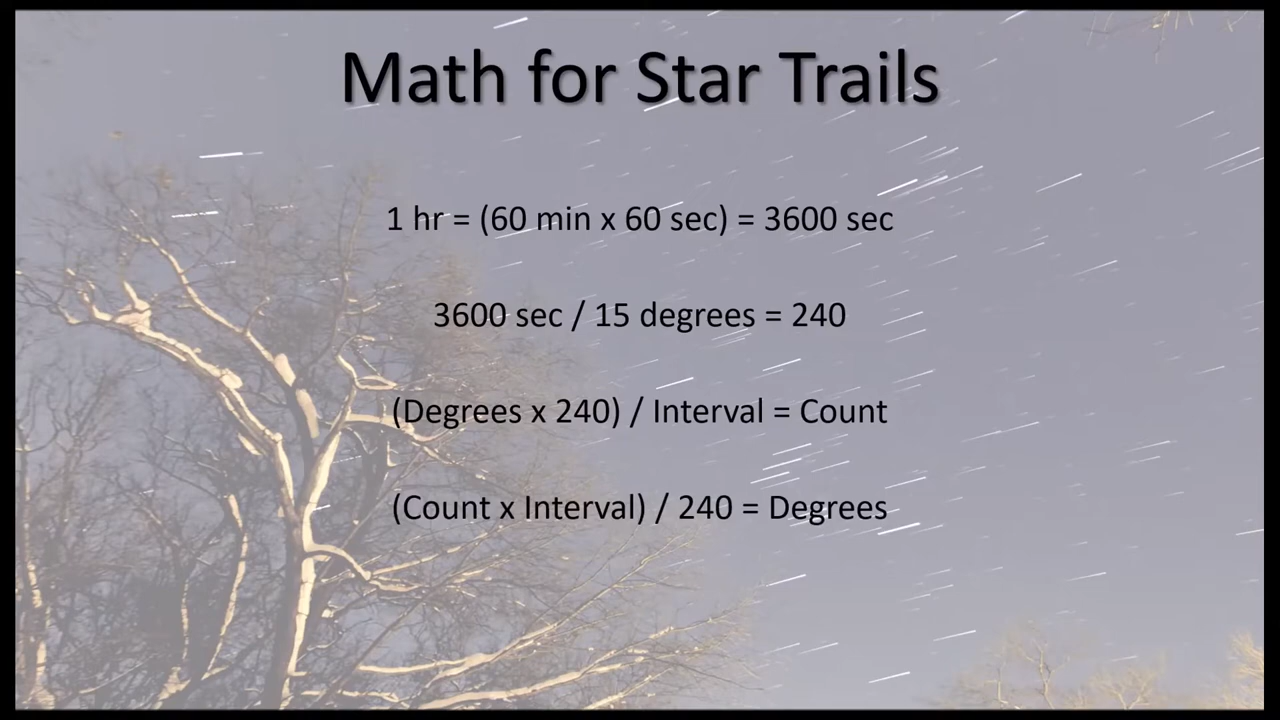 Math for Star Trails
1 hr = (60 min x 60 sec) = 3600 sec
3600 sec / 15 degrees = 240
(Degrees x 240) / Interval = Count
(Count x Interval) / 240 = Degrees